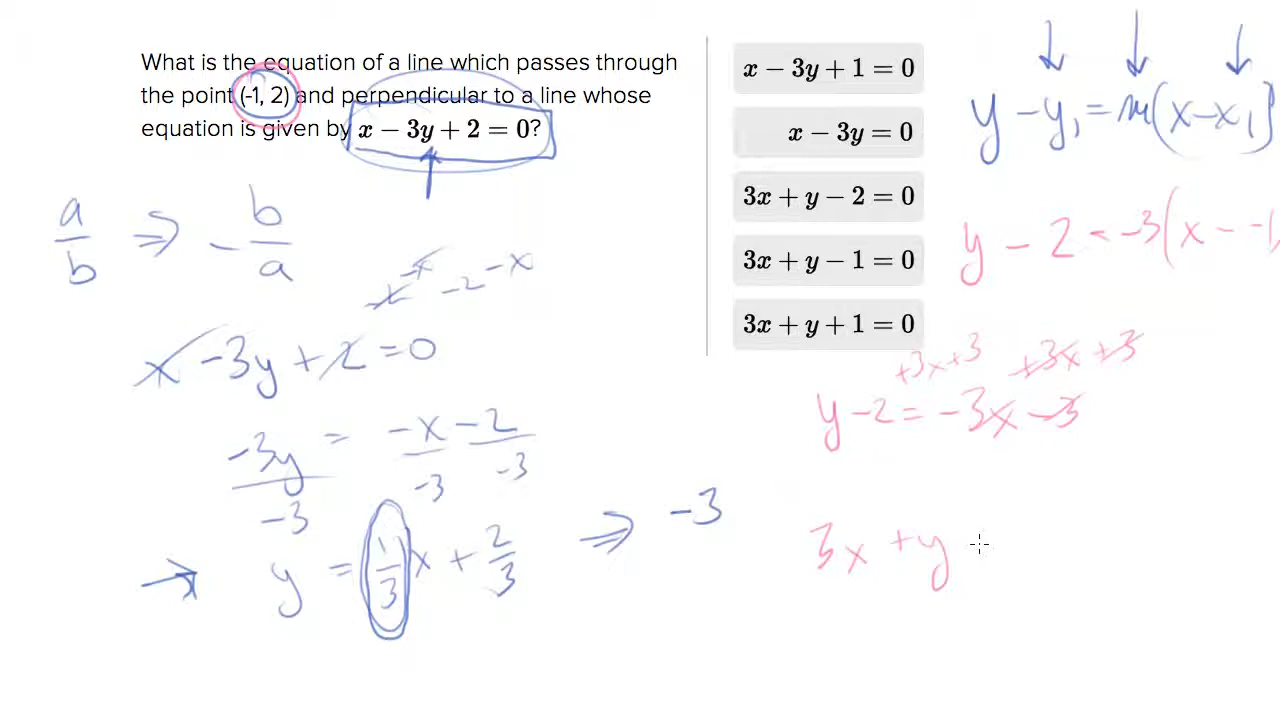 What is the equation of a line which passes through
the point (-1, 2) and perpendicular to a line whose
equation is given by x − 3y + 2 = 0?
x − 3y + 1 = 0
x − 3y = 0
3x + y − 2 = 0
3x + y − 1 = 0
3x + y + 1 = 0
y − y₁ = m(x − x₁)
y − 2 = −3(x − −1)
a/b ⇒ −b/a
−x −2 −x
x − 3y + 2 = 0
−3y = −x − 2
−3 −3 −3
→ y = 1/3 x + 2/3 ⇒ −3
+3x +3 +3x +3
y − 2 = −3x − 3
3x + y